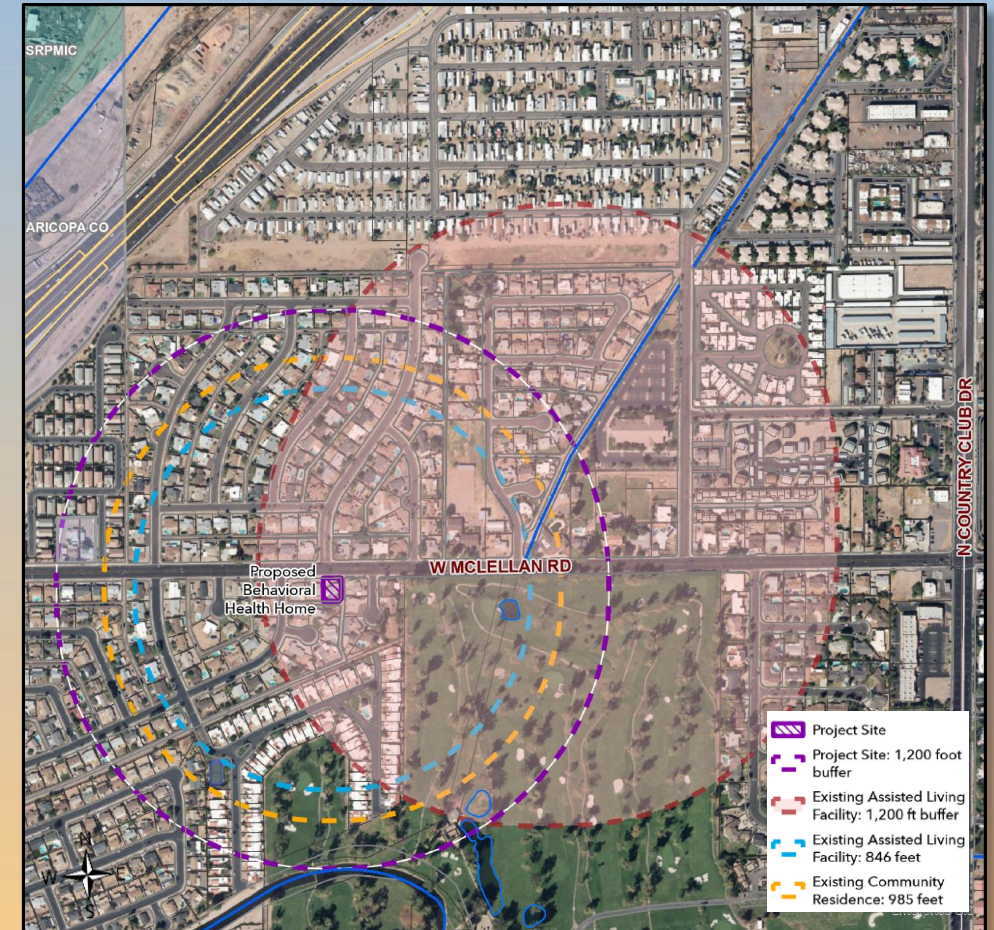 SRPMIC
ARICOPA CO
N COUNTRY CLUB DR
W MCLELLAN RD
Proposed
Behavioral
Health Home
Project Site
Project Site: 1,200 foot
buffer
Existing Assisted Living
Facility: 1,200 ft buffer
Existing Assisted Living
Facility: 846 feet
Existing Community
Residence: 985 feet
N
W
E
S